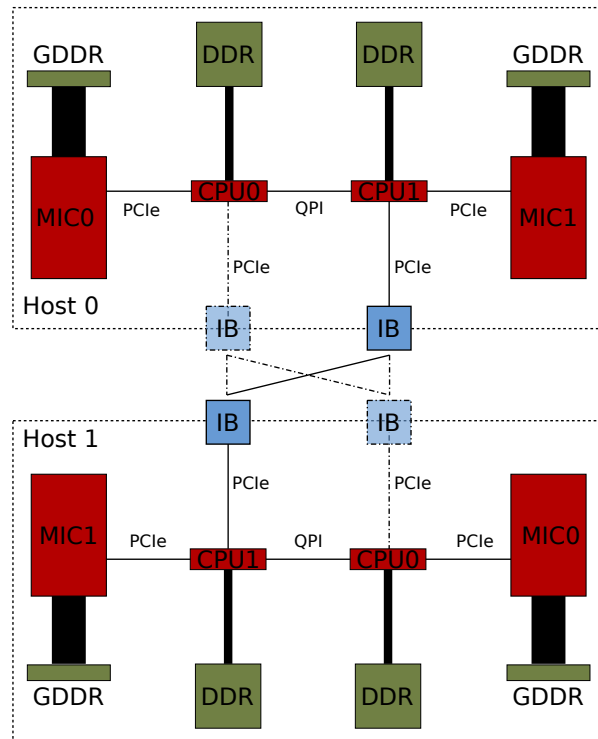 GDDR
DDR
DDR
GDDR
MIC0
CPU0
CPU1
MIC1
PCIe
QPI
PCIe
PCIe
PCIe
Host 0
IB
IB
IB
IB
Host 1
PCIe
PCIe
MIC1
PCIe
CPU1
QPI
CPU0
PCIe
MIC0
GDDR
DDR
DDR
GDDR